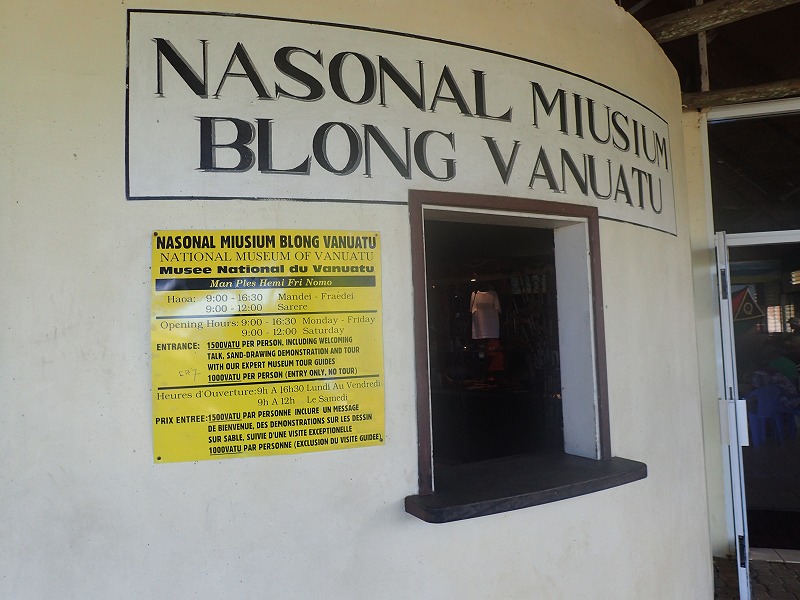 NASONAL MIUSIUM
BLONG VANUATU
NASONAL MIUSIUM BLONG VANUATU
NATIONAL MUSEUM OF VANUATU
Musee National du Vanuatu
Man Ples Hemi Fri Nomo
Haoa: 9:00 - 16:30 Mandei - Fraedei
9:00 - 12:00 Sarere
Opening Hours: 9:00 - 16:30 Monday - Friday
9:00 - 12:00 Saturday
ENTRANCE: 1500VATU PER PERSON, INCLUDING WELCOMING
TALK, SAND-DRAWING DEMONSTRATION AND TOUR
WITH OUR EXPERT MUSEUM TOUR GUIDES
1000VATU PER PERSON (ENTRY ONLY, NO TOUR)
Heures d'Ouverture: 9h A 16h30 Lundi Au Vendredi
9h A 12h Le Samedi
PRIX ENTREE: 1500VATU PAR PERSONNE INCLURE UN MESSAGE
DE BIENVENUE, DES DEMONSTRATIONS SUR LES DESSIN
SUR SABLE, SUIVIE D'UNE VISITE EXCEPTIONELLE
1000VATU PAR PERSONNE (EXCLUSION DU VISITE GUIDEE)